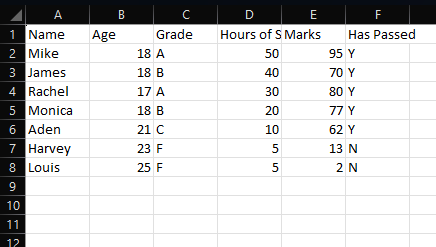 A B C D E F
1 Name Age Grade Hours of S Marks Has Passed
2 Mike 18 A 50 95 Y
3 James 18 B 40 70 Y
4 Rachel 17 A 30 80 Y
5 Monica 18 B 20 77 Y
6 Aden 21 C 10 62 Y
7 Harvey 23 F 5 13 N
8 Louis 25 F 5 2 N
9
10
11
12